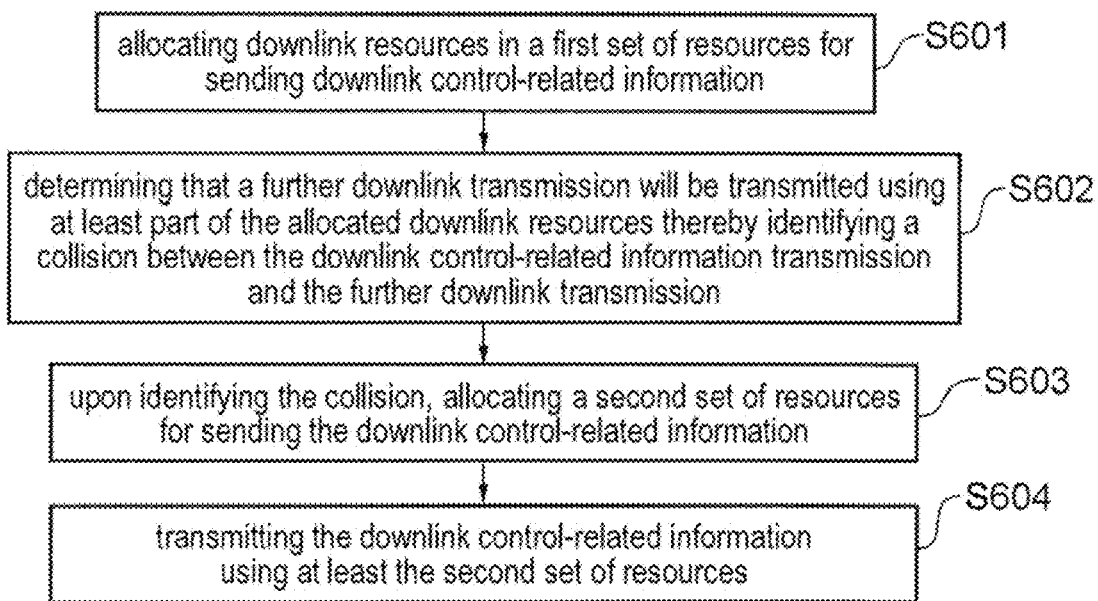 allocating downlink resources in a first set of resources for
sending downlink control-related information
S601
determining that a further downlink transmission will be transmitted using
at least part of the allocated downlink resources thereby identifying a
collision between the downlink control-related information transmission
and the further downlink transmission
S602
upon identifying the collision, allocating a second set of resources
for sending the downlink control-related information
S603
transmitting the downlink control-related information
using at least the second set of resources
S604